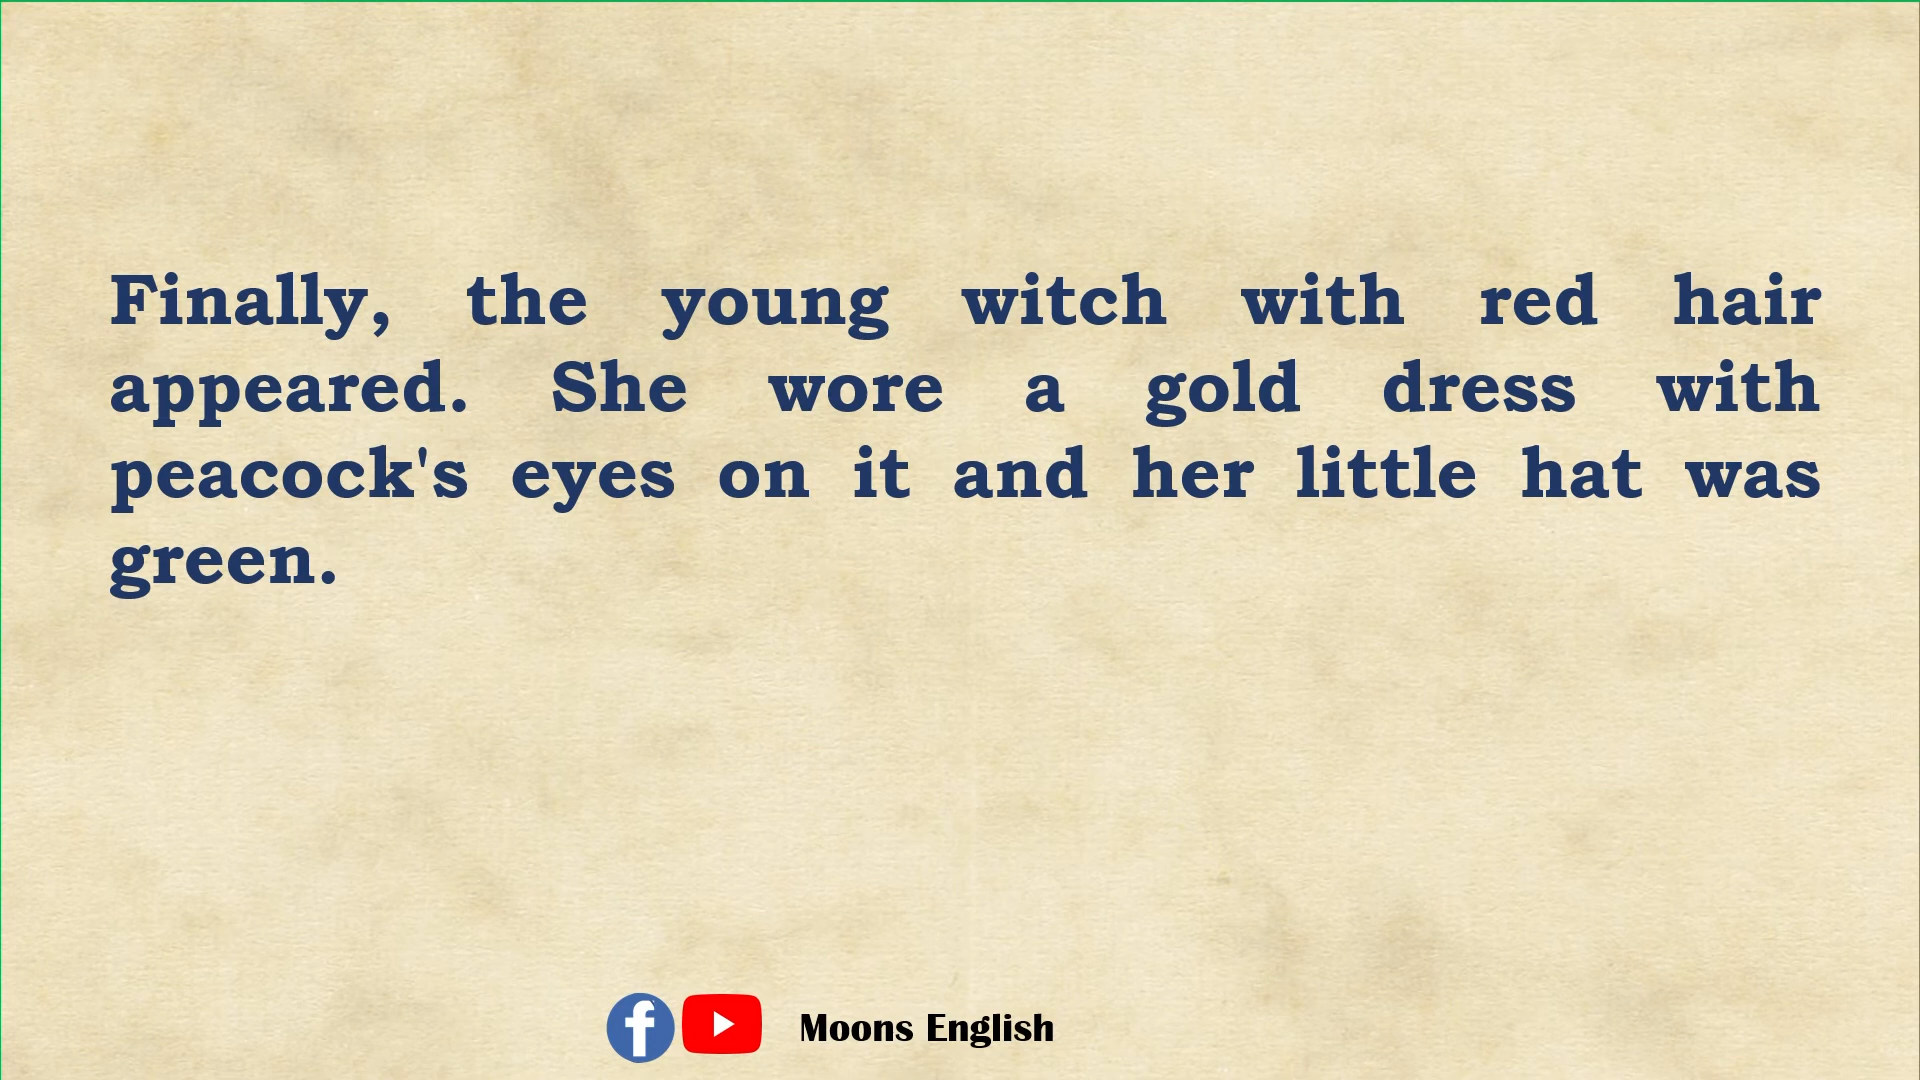 Finally, the young witch with red hair
appeared. She wore a gold dress with
peacock's eyes on it and her little hat was
green.
Moons English